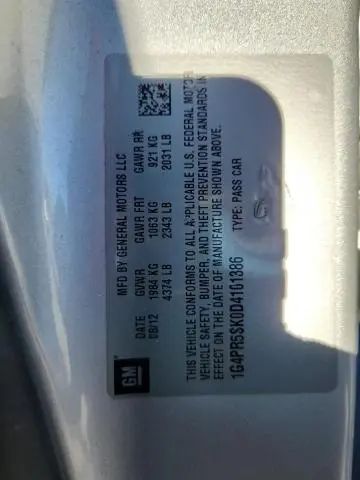 MFD BY GENERAL MOTORS LLC
DATE GVWR GAWR FRT GAWR RR
08/12 1984 KG 1063 KG 921 KG
4374 LB 2343 LB 2031 LB
THIS VEHICLE CONFORMS TO ALL APPLICABLE U.S. FEDERAL MOTOR
VEHICLE SAFETY, BUMPER, AND THEFT PREVENTION STANDARDS IN
EFFECT ON THE DATE OF MANUFACTURE SHOWN ABOVE.
1G4PR5SK0D4161386 TYPE: PASS CAR
GM